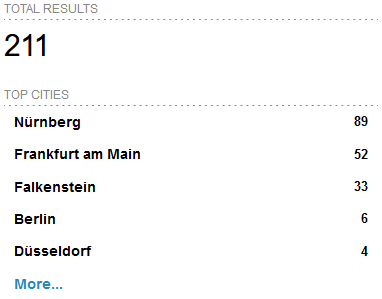 TOTAL RESULTS
211
TOP CITIES
Nürnberg 89
Frankfurt am Main 52
Falkenstein 33
Berlin 6
Düsseldorf 4
More...